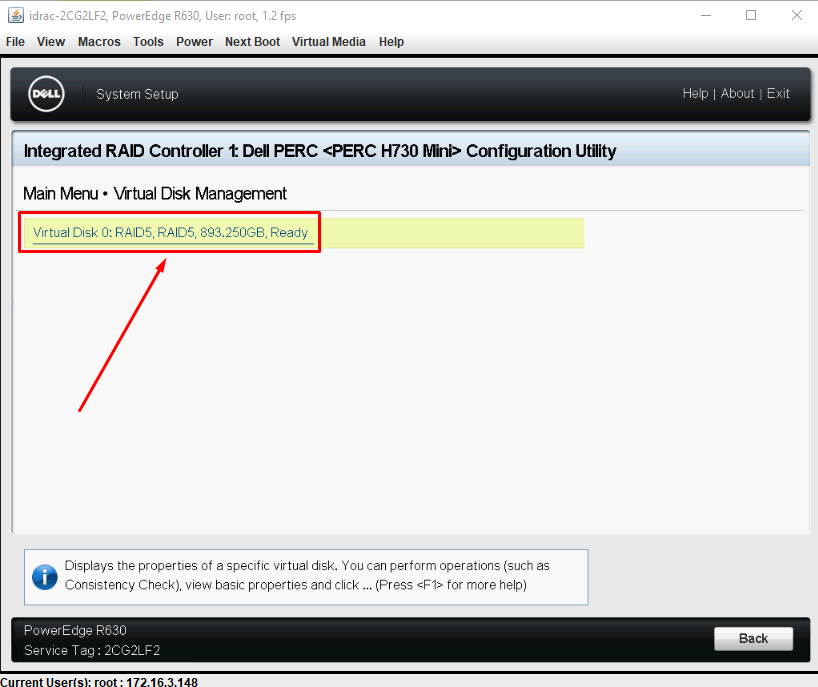 idrac-2CG2LF2, PowerEdge R630, User: root, 1.2 fps
File View Macros Tools Power Next Boot Virtual Media Help
DELL System Setup Help | About | Exit
Integrated RAID Controller 1: Dell PERC <PERC H730 Mini> Configuration Utility
Main Menu • Virtual Disk Management
Virtual Disk 0: RAID5, RAID5, 893.250GB, Ready
Displays the properties of a specific virtual disk. You can perform operations (such as
Consistency Check), view basic properties and click ... (Press <F1> for more help)
PowerEdge R630
Service Tag : 2CG2LF2
Back
Current User(s): root : 172.16.3.148